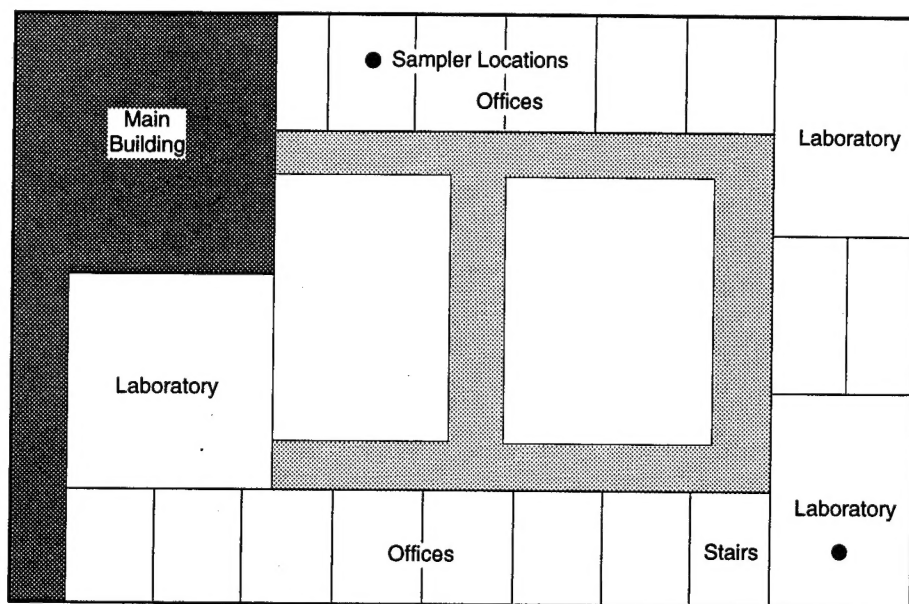 Sampler Locations
Offices
Main
Building
Laboratory
Laboratory
Offices
Stairs
Laboratory